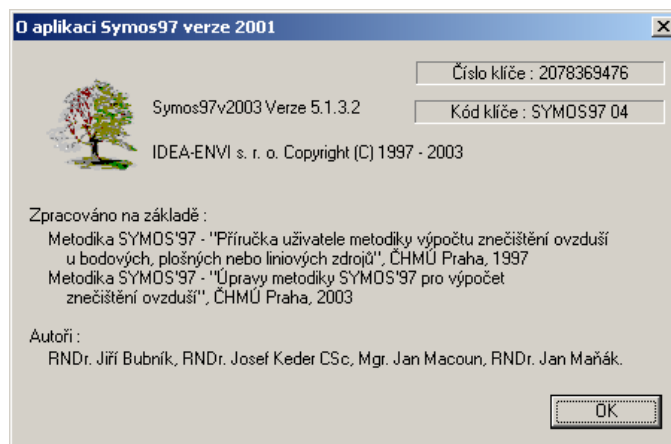 O aplikaci Symos97 verze 2001
Číslo klíče : 2078369476
Symos97v2003 Verze 5.1.3.2
Kód klíče : SYMOS97 04
IDEA-ENVI s. r. o. Copyright (C) 1997 - 2003
Zpracováno na základě :
Metodika SYMOS'97 - "Příručka uživatele metodiky výpočtu znečištění ovzduší
u bodových, plošných nebo liniových zdrojů", ČHMÚ Praha, 1997
Metodika SYMOS'97 - "Úpravy metodiky SYMOS'97 pro výpočet
znečištění ovzduší", ČHMÚ Praha, 2003
Autoři :
RNDr. Jiří Bubník, RNDr. Josef Keder CSc, Mgr. Jan Macoun, RNDr. Jan Maňák.
OK